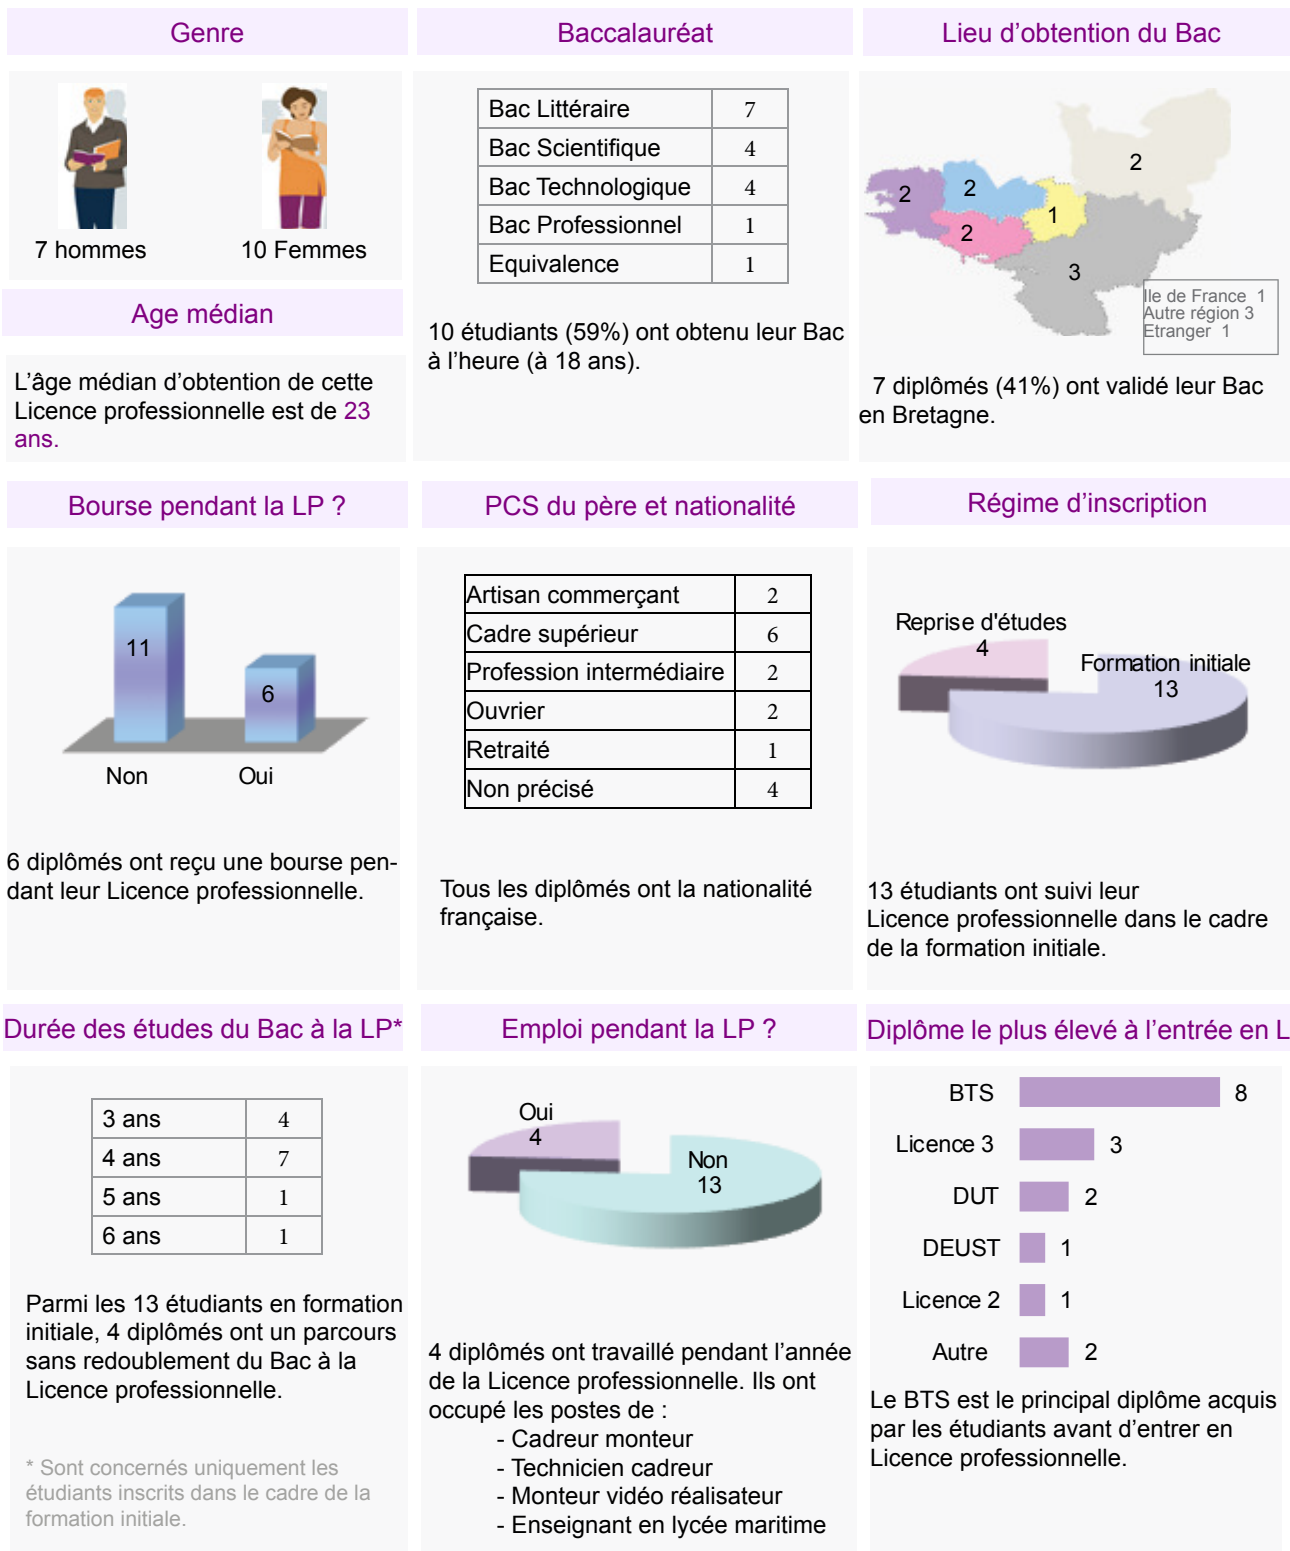 Genre
7 hommes
10 Femmes
Age médian
L’âge médian d’obtention de cette
Licence professionnelle est de 23
ans.
Baccalauréat
Bac Littéraire 7
Bac Scientifique 4
Bac Technologique 4
Bac Professionnel 1
Equivalence 1
10 étudiants (59%) ont obtenu leur Bac
à l’heure (à 18 ans).
Lieu d’obtention du Bac
2
2
2
1
2
3
Ile de France 1
Autre région 3
Etranger 1
7 diplômés (41%) ont validé leur Bac
en Bretagne.
Bourse pendant la LP ?
11
6
Non
Oui
6 diplômés ont reçu une bourse pen-
dant leur Licence professionnelle.
PCS du père et nationalité
Artisan commerçant 2
Cadre supérieur 6
Profession intermédiaire 2
Ouvrier 2
Retraité 1
Non précisé 4
Tous les diplômés ont la nationalité
française.
Régime d’inscription
Reprise d'études
4
Formation initiale
13
13 étudiants ont suivi leur
Licence professionnelle dans le cadre
de la formation initiale.
Durée des études du Bac à la LP*
3 ans 4
4 ans 7
5 ans 1
6 ans 1
Parmi les 13 étudiants en formation
initiale, 4 diplômés ont un parcours
sans redoublement du Bac à la
Licence professionnelle.
* Sont concernés uniquement les
étudiants inscrits dans le cadre de la
formation initiale.
Emploi pendant la LP ?
Oui
4
Non
13
4 diplômés ont travaillé pendant l’année
de la Licence professionnelle. Ils ont
occupé les postes de :
- Cadreur monteur
- Technicien cadreur
- Monteur vidéo réalisateur
- Enseignant en lycée maritime
Diplôme le plus élevé à l’entrée en L
BTS 8
Licence 3 3
DUT 2
DEUST 1
Licence 2 1
Autre 2
Le BTS est le principal diplôme acquis
par les étudiants avant d’entrer en
Licence professionnelle.